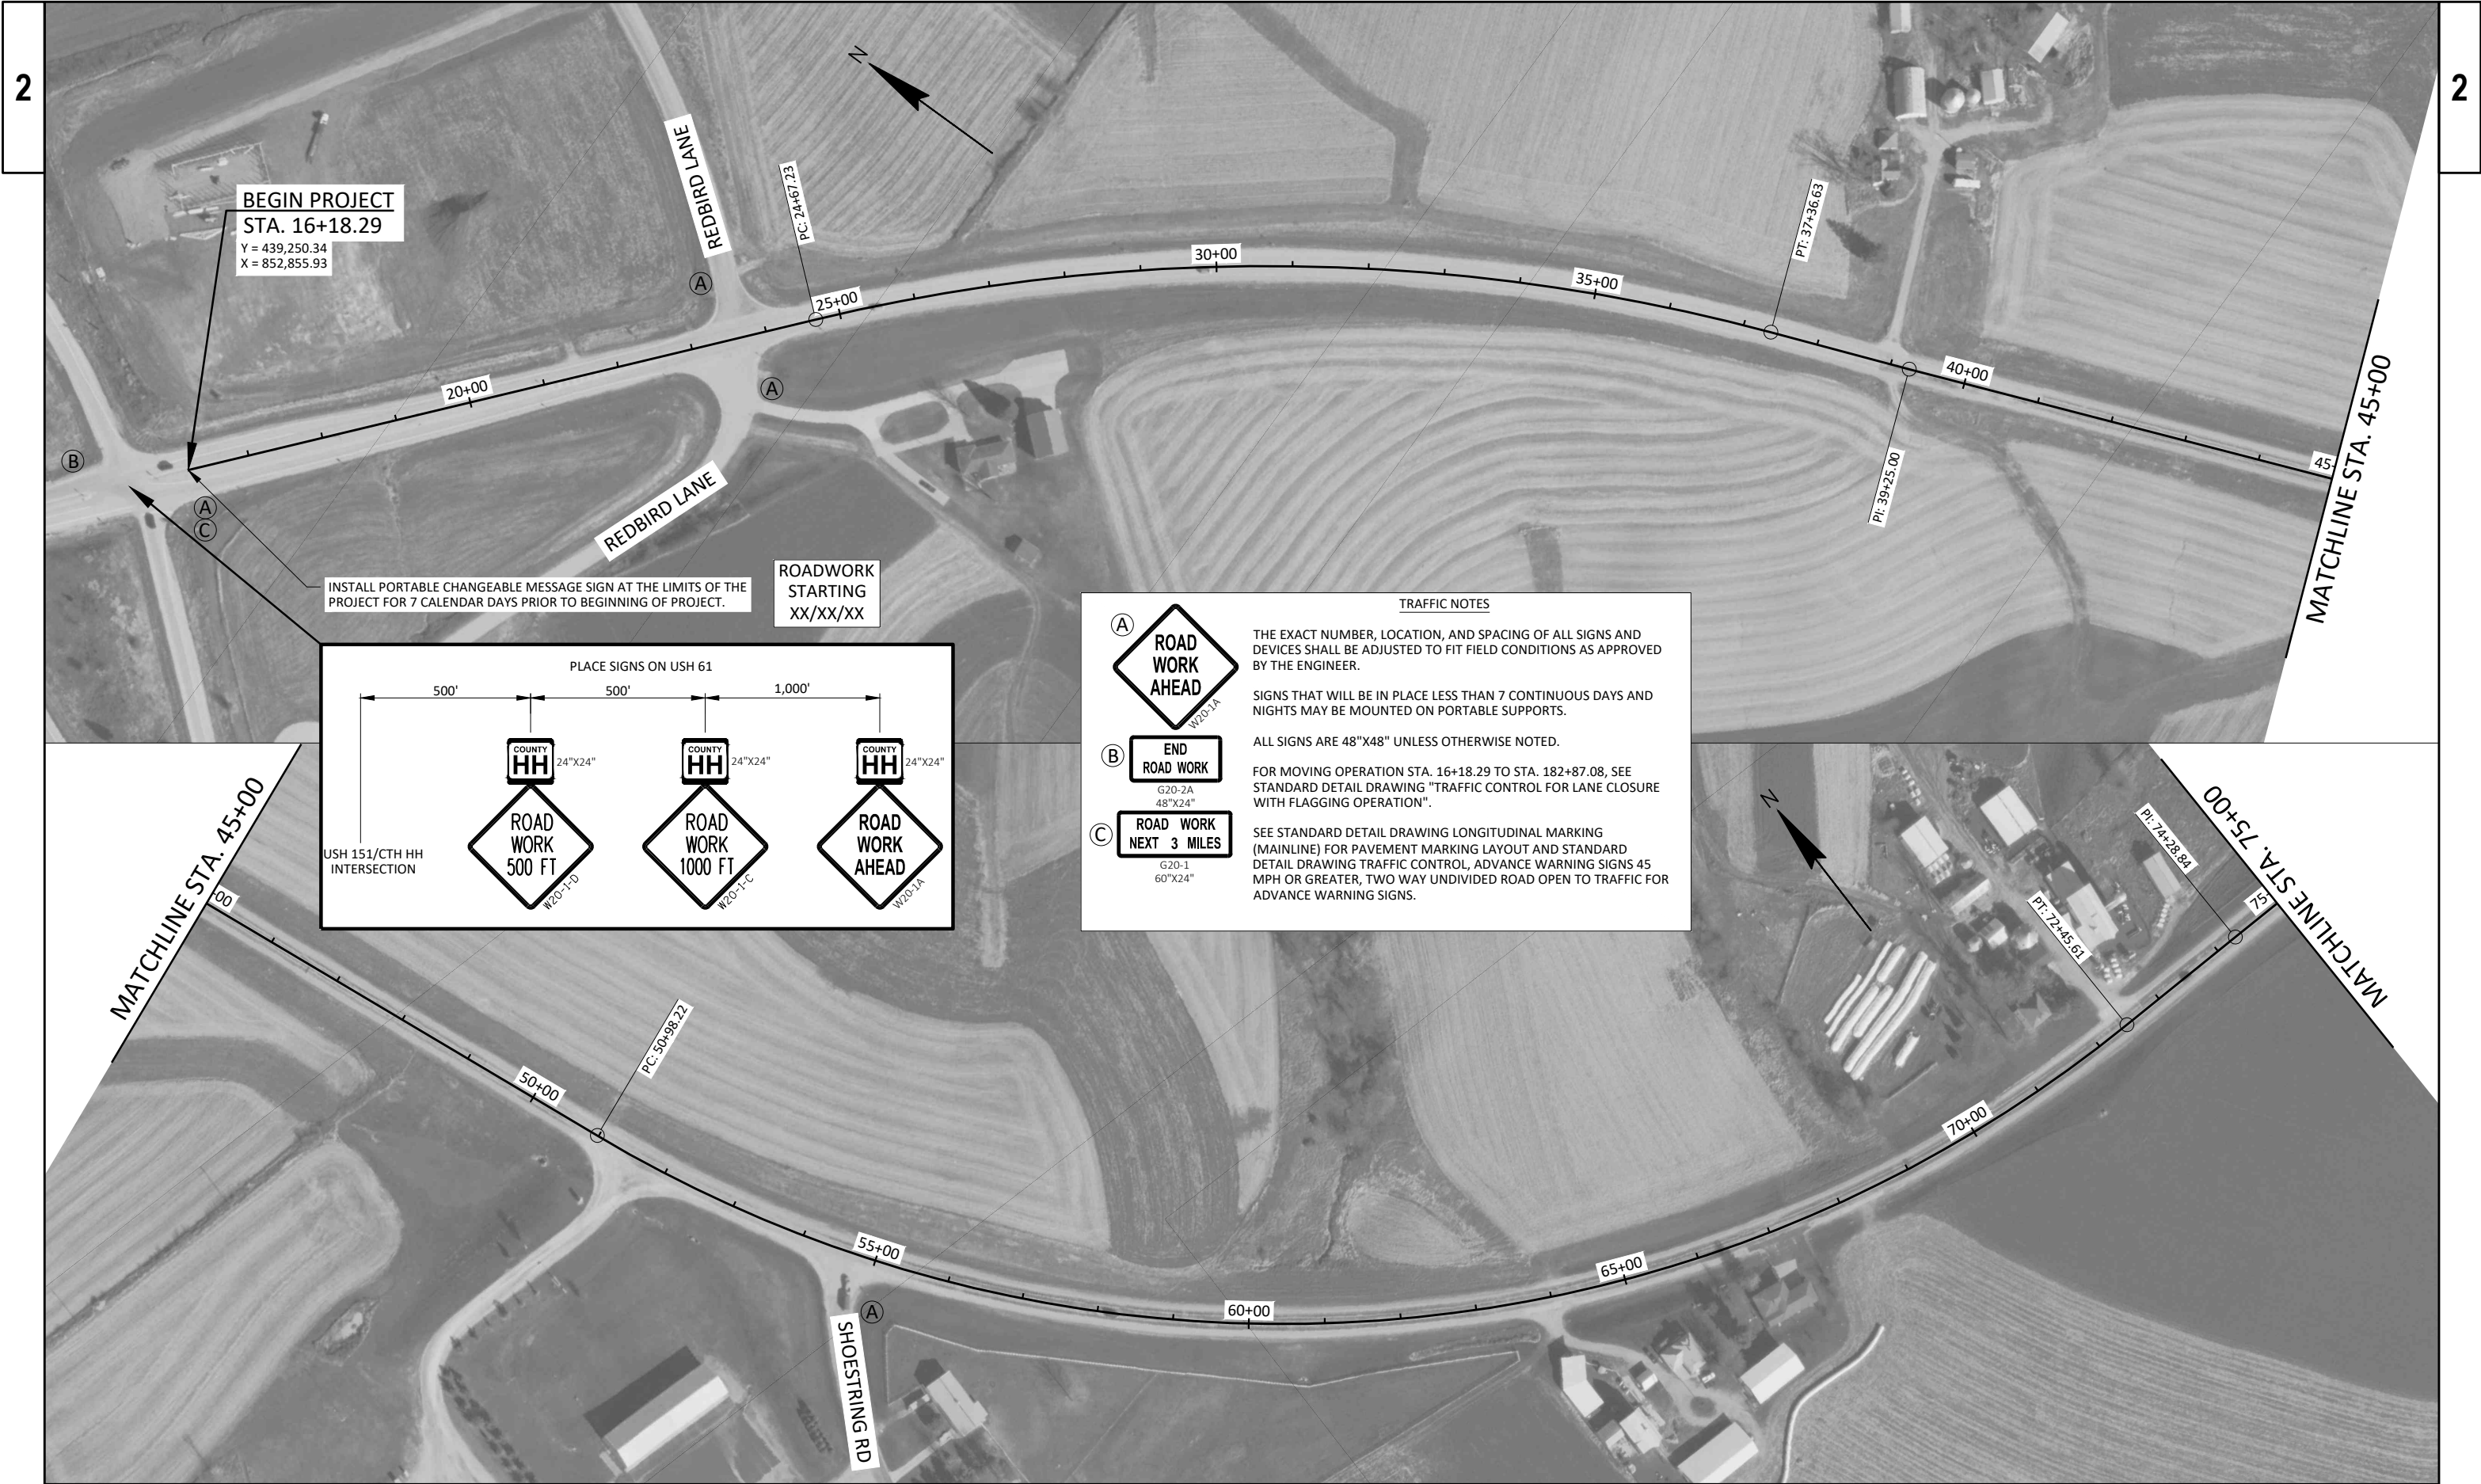 2
2
N
BEGIN PROJECT
STA. 16+18.29
Y = 439,250.34
X = 852,855.93
REDBIRD LANE
A
PC: 24+67.23
20+00
25+00
30+00
35+00
PT: 37+36.63
PI: 39+25.00
40+00
45+
MATCHLINE STA. 45+00
B
A
C
A
REDBIRD LANE
INSTALL PORTABLE CHANGEABLE MESSAGE SIGN AT THE LIMITS OF THE
PROJECT FOR 7 CALENDAR DAYS PRIOR TO BEGINNING OF PROJECT.
ROADWORK
STARTING
XX/XX/XX
PLACE SIGNS ON USH 61
500'
500'
1,000'
USH 151/CTH HH
INTERSECTION
COUNTY
HH
24"X24"
ROAD
WORK
500 FT
W20-1-D
COUNTY
HH
24"X24"
ROAD
WORK
1000 FT
W20-1-C
COUNTY
HH
24"X24"
ROAD
WORK
AHEAD
W20-1A
A
ROAD
WORK
AHEAD
W20-1A
B
END
ROAD WORK
G20-2A
48"X24"
C
ROAD WORK
NEXT 3 MILES
G20-1
60"X24"
TRAFFIC NOTES
THE EXACT NUMBER, LOCATION, AND SPACING OF ALL SIGNS AND
DEVICES SHALL BE ADJUSTED TO FIT FIELD CONDITIONS AS APPROVED
BY THE ENGINEER.
SIGNS THAT WILL BE IN PLACE LESS THAN 7 CONTINUOUS DAYS AND
NIGHTS MAY BE MOUNTED ON PORTABLE SUPPORTS.
ALL SIGNS ARE 48"X48" UNLESS OTHERWISE NOTED.
FOR MOVING OPERATION STA. 16+18.29 TO STA. 182+87.08, SEE
STANDARD DETAIL DRAWING "TRAFFIC CONTROL FOR LANE CLOSURE
WITH FLAGGING OPERATION".
SEE STANDARD DETAIL DRAWING LONGITUDINAL MARKING
(MAINLINE) FOR PAVEMENT MARKING LAYOUT AND STANDARD
DETAIL DRAWING TRAFFIC CONTROL, ADVANCE WARNING SIGNS 45
MPH OR GREATER, TWO WAY UNDIVIDED ROAD OPEN TO TRAFFIC FOR
ADVANCE WARNING SIGNS.
MATCHLINE STA. 45+00
+00
50+00
PC: 50+98.22
55+00
A
SHOESTRING RD
60+00
65+00
70+00
N
PT: 72+45.61
PI: 74+28.84
75
MATCHLINE STA. 75+00